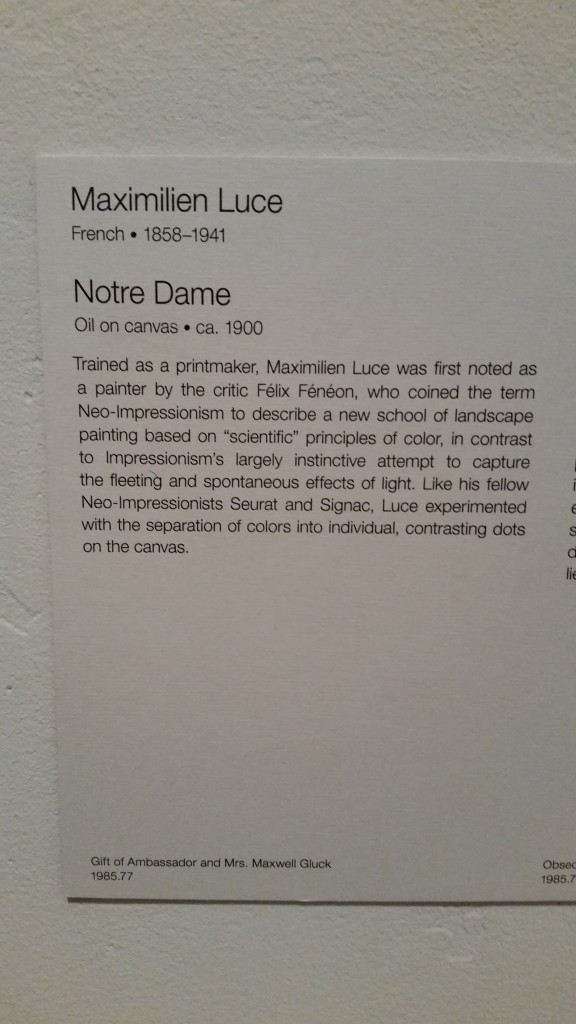 Maximilien Luce
French • 1858–1941
Notre Dame
Oil on canvas • ca. 1900
Trained as a printmaker, Maximilien Luce was first noted as
a painter by the critic Félix Fénéon, who coined the term
Neo-Impressionism to describe a new school of landscape
painting based on “scientific” principles of color, in contrast
to Impressionism’s largely instinctive attempt to capture
the fleeting and spontaneous effects of light. Like his fellow
Neo-Impressionists Seurat and Signac, Luce experimented
with the separation of colors into individual, contrasting dots
on the canvas.
Gift of Ambassador and Mrs. Maxwell Gluck
1985.77